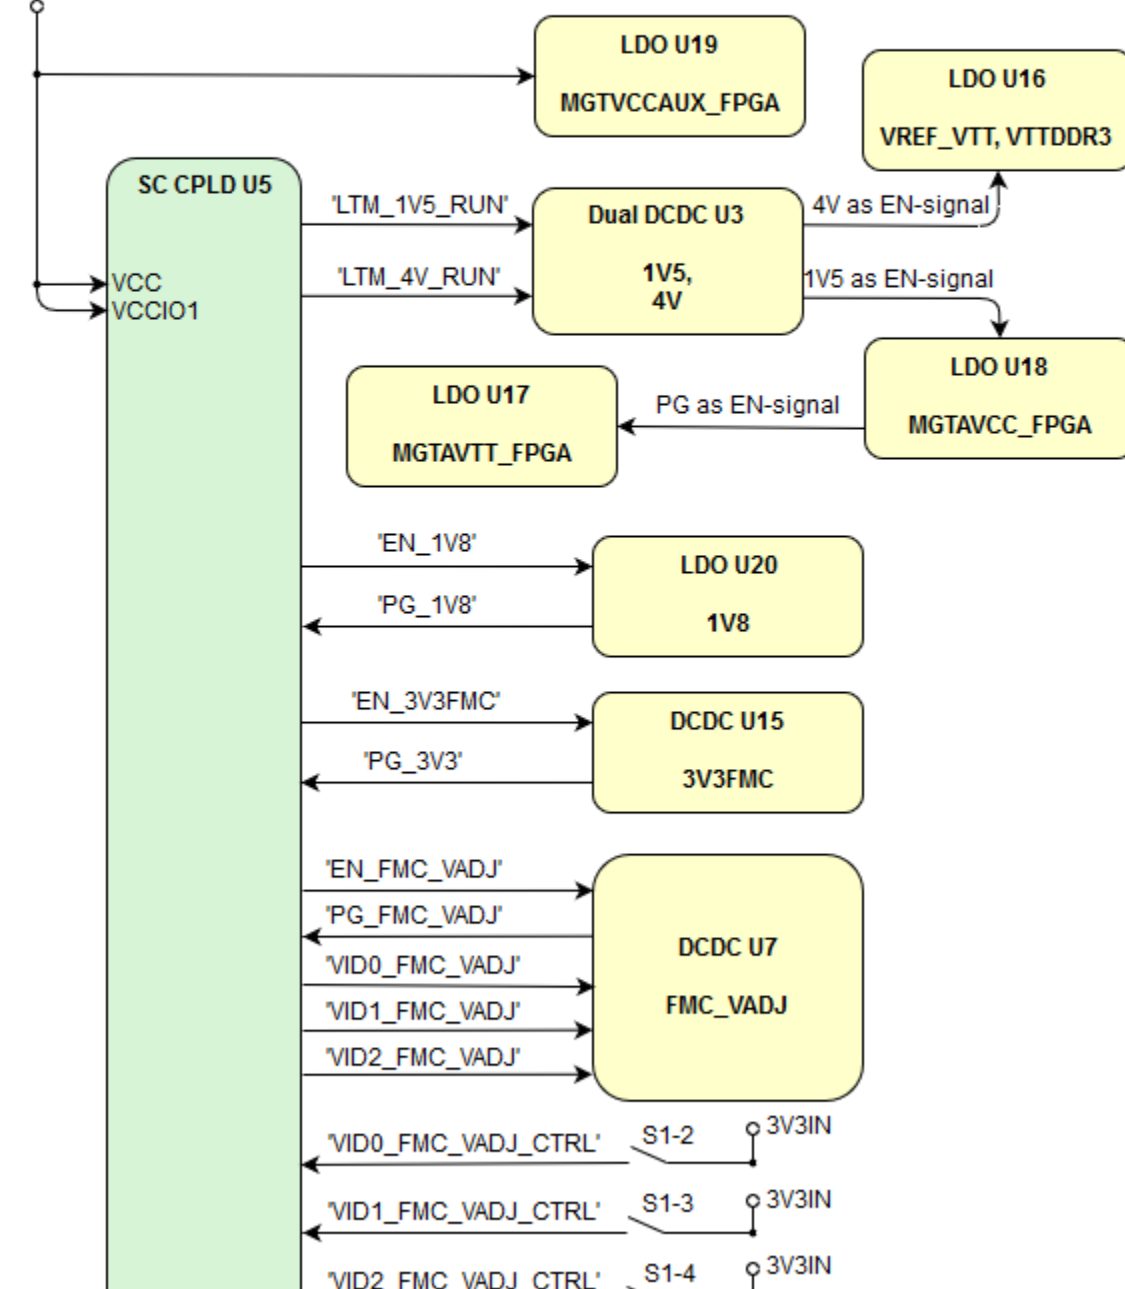 LDO U19
MGTVCCAUX_FPGA
LDO U16
VREF_VTT, VTTDDR3
SC CPLD U5
VCC
VCCIO1
'LTM_1V5_RUN'
'LTM_4V_RUN'
Dual DCDC U3
1V5,
4V
4V as EN-signal
1V5 as EN-signal
LDO U18
MGTAVCC_FPGA
PG as EN-signal
LDO U17
MGTAVTT_FPGA
'EN_1V8'
'PG_1V8'
LDO U20
1V8
'EN_3V3FMC'
'PG_3V3'
DCDC U15
3V3FMC
'EN_FMC_VADJ'
'PG_FMC_VADJ'
'VID0_FMC_VADJ'
'VID1_FMC_VADJ'
'VID2_FMC_VADJ'
DCDC U7
FMC_VADJ
'VID0_FMC_VADJ_CTRL'
S1-2
3V3IN
'VID1_FMC_VADJ_CTRL'
S1-3
3V3IN
'VID2_FMC_VADJ_CTRL'
S1-4
3V3IN